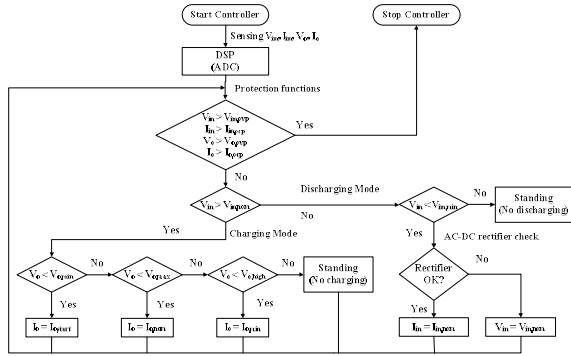 Start Controller
Stop Controller
Sensing Vin, Iin, Vo, Io
DSP
(ADC)
Protection functions
Vin > Vin,ovp
Iin > Iin,ocp
Vo > Vo,ovp
Io > Io,ocp
Yes
No
Vin > Vin,nom
Discharging Mode
No
Vin < Vin,min
No
Standing
(No discharging)
Yes
Charging Mode
Yes
AC-DC rectifier check
Vo < Vo,min
No
Vo < Vo,max
No
Vo < Vo,high
No
Standing
(No charging)
Rectifier
OK?
No
Yes
Yes
Yes
Yes
Io = Io,start
Io = Io,nom
Io = Io,min
Iin = Iin,nom
Vin = Vin,nom